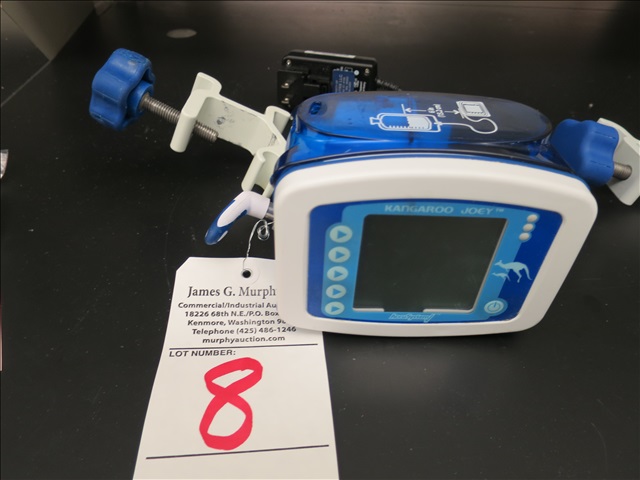 KANGAROO JOEY™
James G. Murph
Commercial/Industrial Au
18226 68th N.E./P.O. Box
Kenmore, Washington 98
Telephone (425) 486-1246
murphyauction.com
LOT NUMBER:
8